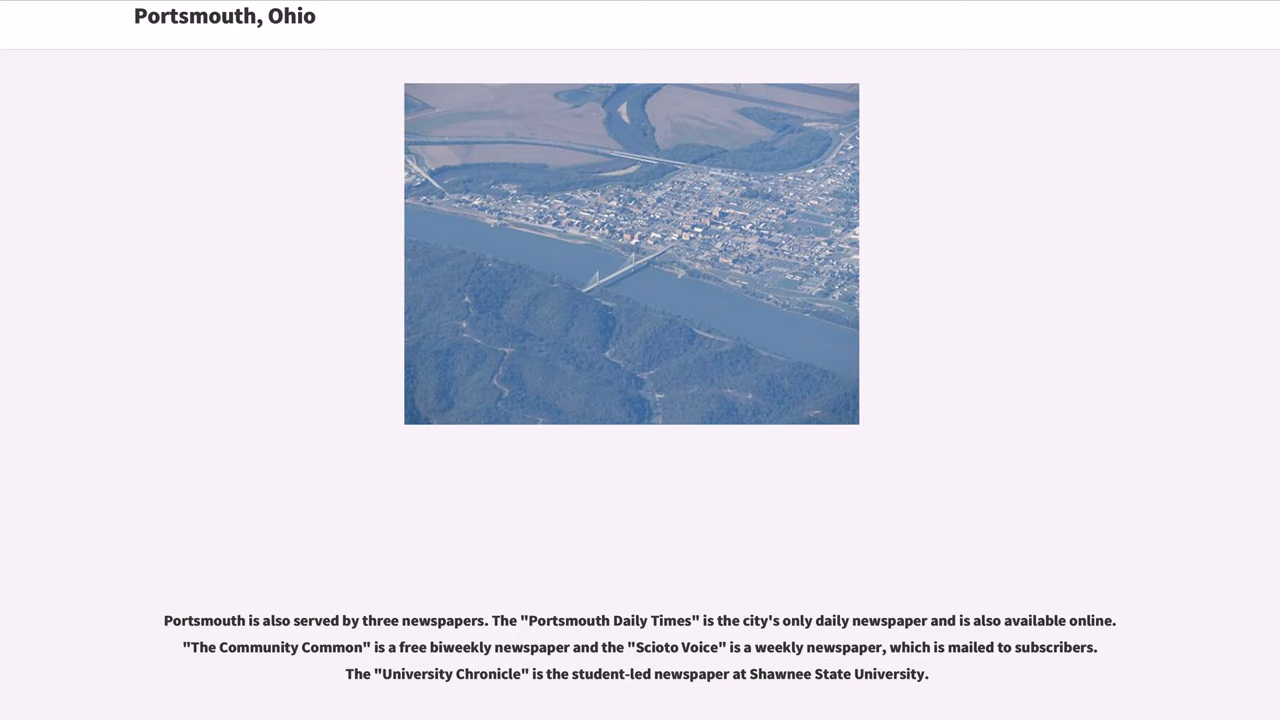 Portsmouth, Ohio
Portsmouth is also served by three newspapers. The "Portsmouth Daily Times" is the city's only daily newspaper and is also available online.
"The Community Common" is a free biweekly newspaper and the "Scioto Voice" is a weekly newspaper, which is mailed to subscribers.
The "University Chronicle" is the student-led newspaper at Shawnee State University.